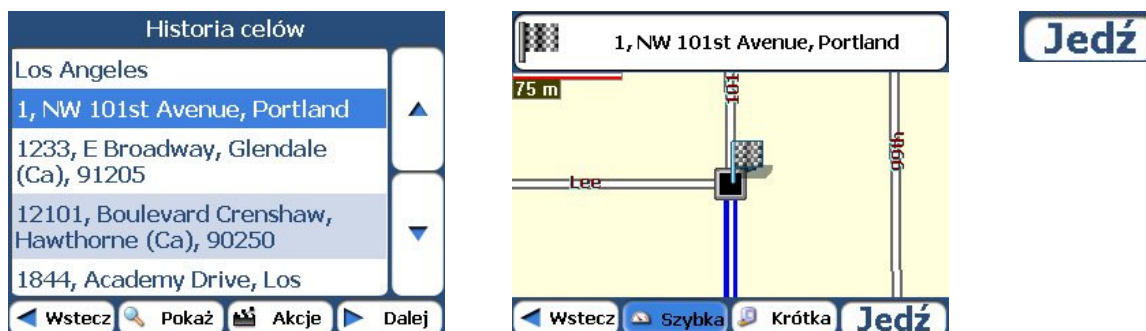 Historia celów
Los Angeles
1, NW 101st Avenue, Portland
1233, E Broadway, Glendale
(Ca), 91205
12101, Boulevard Crenshaw,
Hawthorne (Ca), 90250
1844, Academy Drive, Los
Wstecz Pokaż Akcje Dalej
1, NW 101st Avenue, Portland
75 m
101
99th
Lee
Wstecz Szybka Krótka Jedź
Jedź